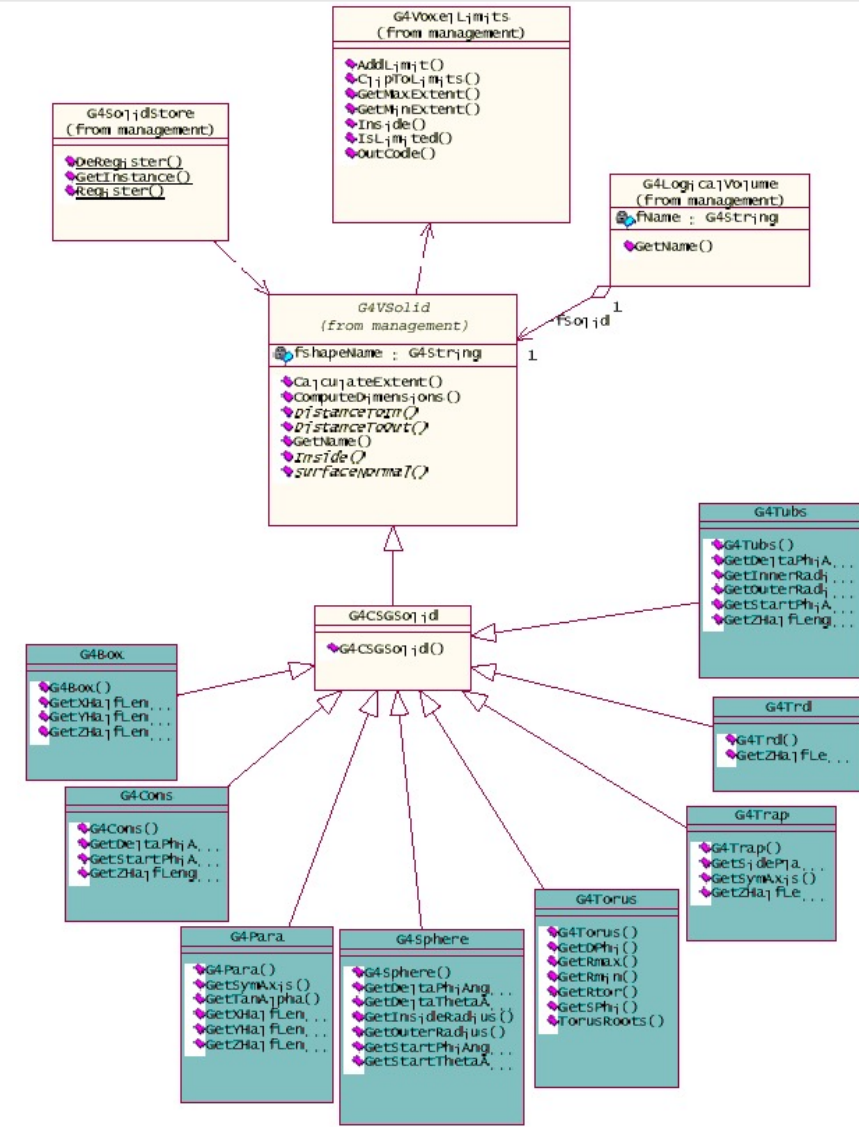 G4VoxelLimits
(from management)
AddLimit()
ClipToLimits()
GetMaxExtent()
GetMinExtent()
Inside()
IsLimited()
OutCode()
G4SolidStore
(from management)
DeRegister()
GetInstance()
Register()
G4LogicalVolume
(from management)
fName : G4String
GetName()
1
-fSolid
1
G4VSolid
(from management)
fshapeName : G4String
CalculateExtent()
ComputeDimensions()
DistanceToIn()
DistanceToOut()
GetName()
Inside()
SurfaceNormal()
G4Tubs
G4Tubs()
GetDeltaPhiA...
GetInnerRadi...
GetOuterRadi...
GetStartPhiA...
GetZHalfLeng...
G4CSGSolid
G4CSGSolid()
G4Box
G4Box()
GetXHalfLen...
GetYHalfLen...
GetZHalfLen...
G4Trd
G4Trd()
GetZHalfLe...
G4Cons
G4Cons()
GetDeltaPhiA...
GetStartPhiA...
GetZHalfLeng...
G4Trap
G4Trap()
GetSidePla...
GetSymAxis()
GetZHalfLe...
G4Para
G4Para()
GetSymAxis()
GetTanAlpha()
GetXHalfLen...
GetYHalfLen...
GetZHalfLen...
G4Sphere
G4Sphere()
GetDeltaPhiAng...
GetDeltaThetaA...
GetInsideRadius()
GetOuterRadius()
GetStartPhiAng...
GetStartThetaA...
G4Torus
G4Torus()
GetDPhi()
GetRmax()
GetRmin()
GetRtor()
GetSPhi()
TorusRoots()